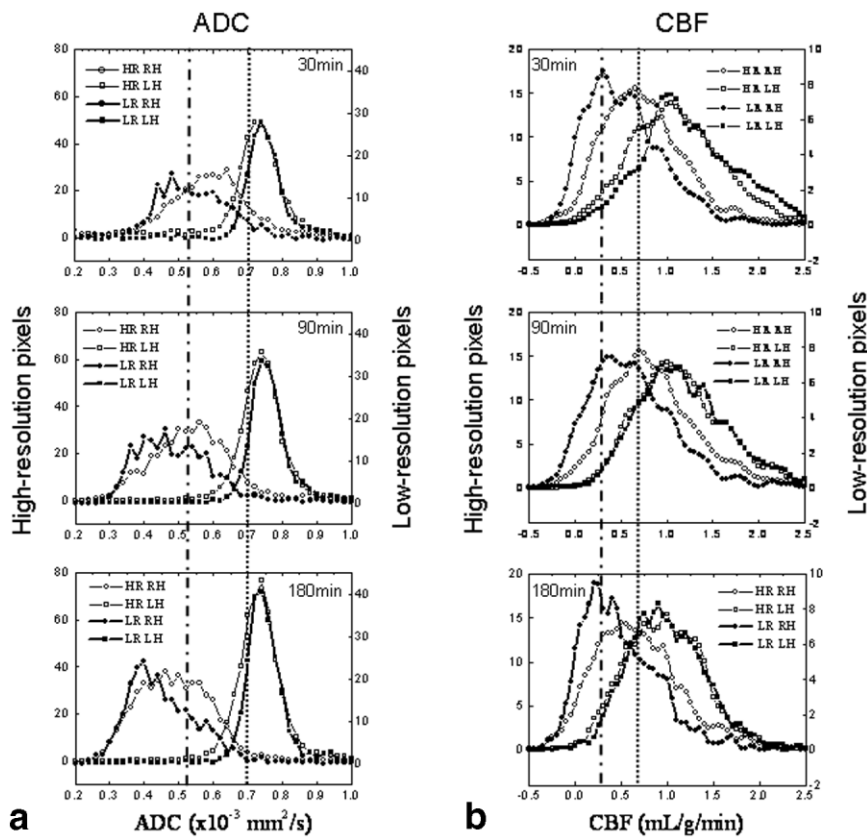 ADC
CBF
80
60
40
20
0
30min
HR RH
HR LH
LR RH
LR LH
40
30
20
10
0
0.2 0.3 0.4 0.5 0.6 0.7 0.8 0.9 1.0
80
60
40
20
0
90min
HR RH
HR LH
LR RH
LR LH
40
30
20
10
0
0.2 0.3 0.4 0.5 0.6 0.7 0.8 0.9 1.0
80
60
40
20
0
180min
HR RH
HR LH
LR RH
LR LH
40
30
20
10
0
0.2 0.3 0.4 0.5 0.6 0.7 0.8 0.9 1.0
High-resolution pixels
Low-resolution pixels
a
ADC (x10⁻³ mm²/s)
20
15
10
5
0
30min
HR RH
HR LH
LR RH
LR LH
10
8
6
4
2
0
-2
-0.5 0.0 0.5 1.0 1.5 2.0 2.5
20
15
10
5
0
90min
HR RH
HR LH
LR RH
LR LH
10
8
6
4
2
0
-2
-0.5 0.0 0.5 1.0 1.5 2.0 2.5
20
15
10
5
0
180min
HR RH
HR LH
LR RH
LR LH
10
8
6
4
2
0
-2
-0.5 0.0 0.5 1.0 1.5 2.0 2.5
High-resolution pixels
Low-resolution pixels
b
CBF (mL/g/min)